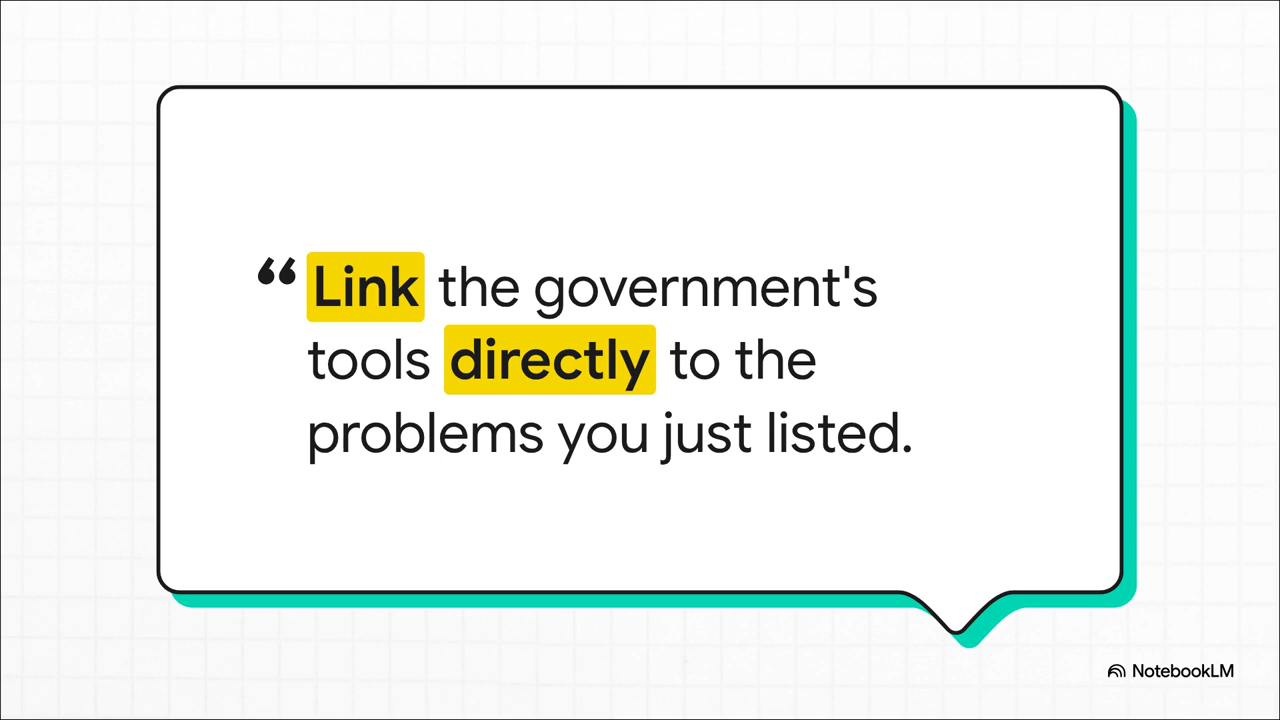 “ Link the government's
tools directly to the
problems you just listed.
NotebookLM